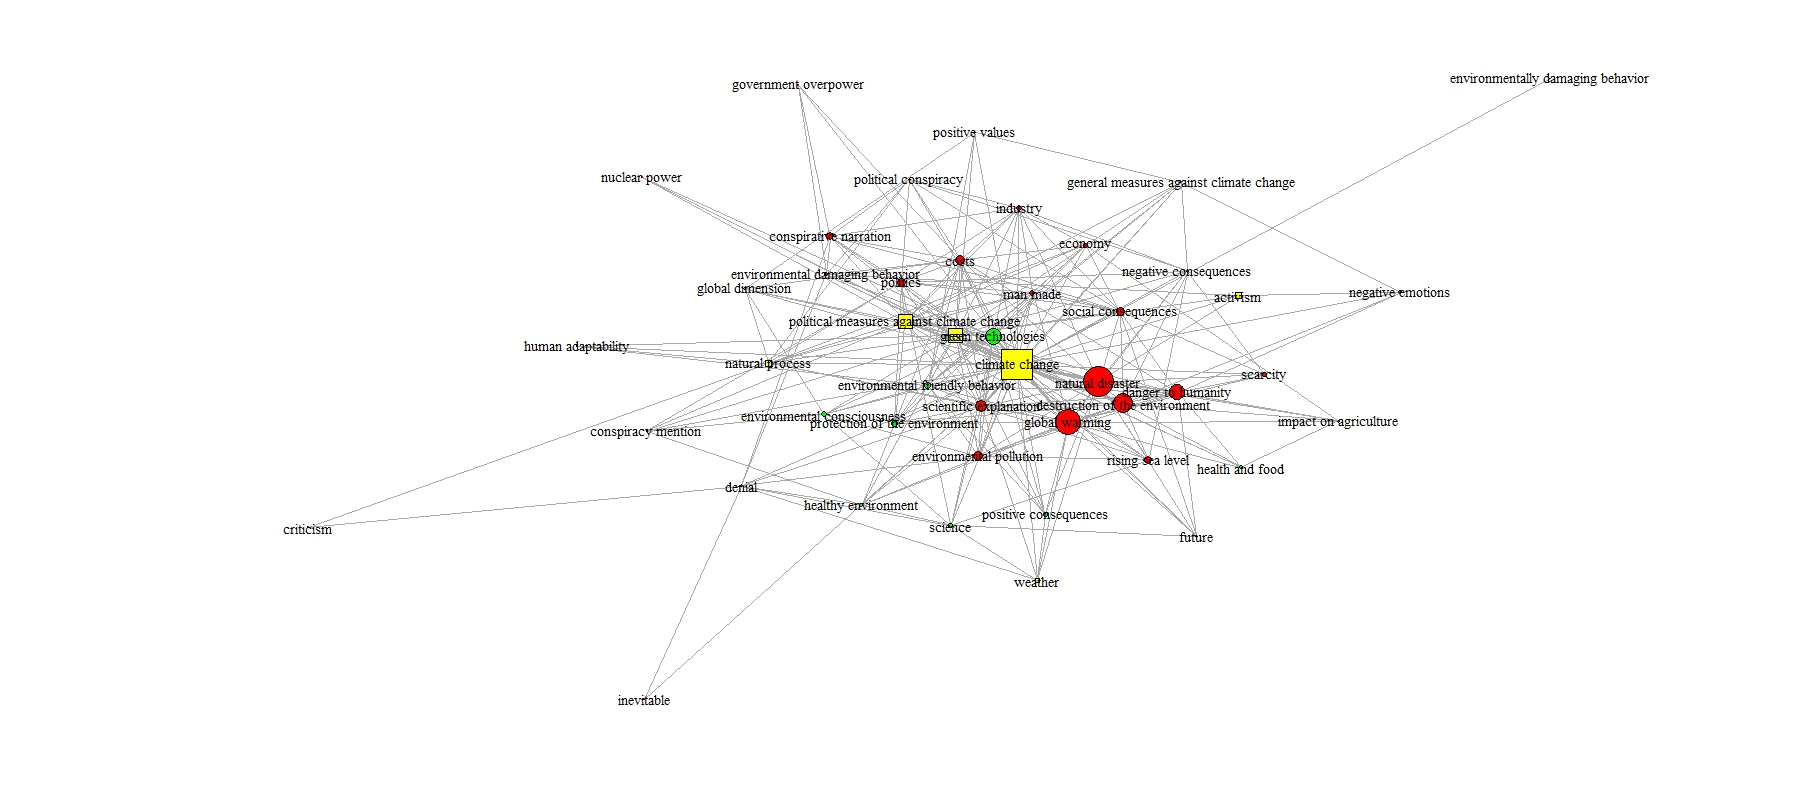 environmentally damaging behavior
government overpower
positive values
nuclear power
political conspiracy
general measures against climate change
industry
conspirative narration
economy
costs
environmental damaging behavior
negative consequences
politics
global dimension
man made
activism
negative emotions
social consequences
political measures against climate change
green technologies
human adaptability
natural process
climate change
scarcity
environmental friendly behavior
natural disaster
danger to humanity
scientific explanation
destruction of the environment
environmental consciousness
protection of the environment
global warming
impact on agriculture
conspiracy mention
environmental pollution
rising sea level
health and food
denial
healthy environment
positive consequences
science
criticism
future
weather
inevitable